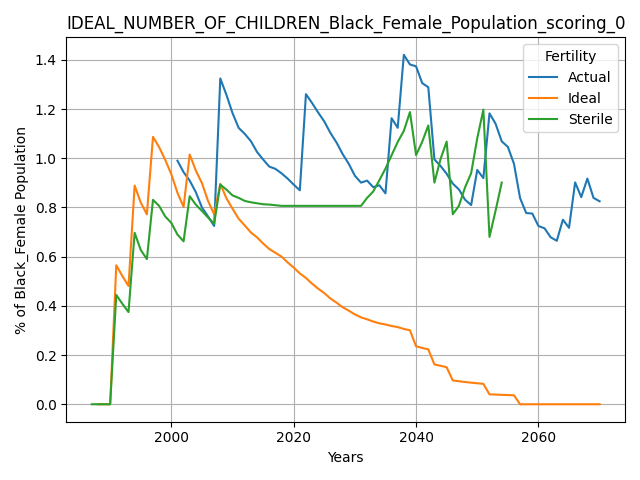 IDEAL_NUMBER_OF_CHILDREN_Black_Female_Population_scoring_0
Fertility
Actual
Ideal
Sterile
% of Black_Female Population
1.4
1.2
1.0
0.8
0.6
0.4
0.2
0.0
2000 2020 2040 2060
Years